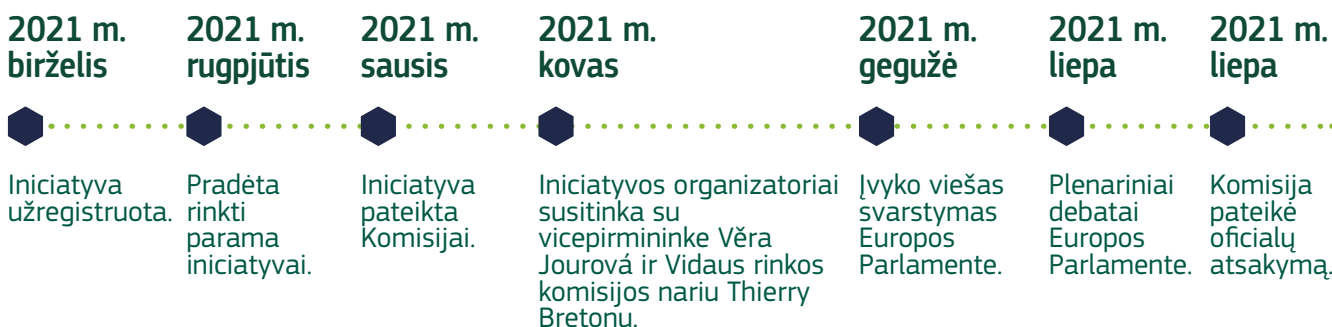 2021 m.
birželis
Iniciatyva
užregistruota.
2021 m.
rugpjūtis
Pradėta
rinkti
parama
iniciatyvai.
2021 m.
sausis
Iniciatyva
pateikta
Komisijai.
2021 m.
kovas
Iniciatyvos organizatoriai
susitinka su
vicepirmininke Věra
Jourová ir Vidaus rinkos
komisijos nariu Thierry
Bretonu.
2021 m.
gegužė
Įvyko viešas
svarstymas
Europos
Parlamente.
2021 m.
liepa
Plenariniai
debatai
Europos
Parlamente.
2021 m.
liepa
Komisija
pateikė
oficialų
atsakymą.